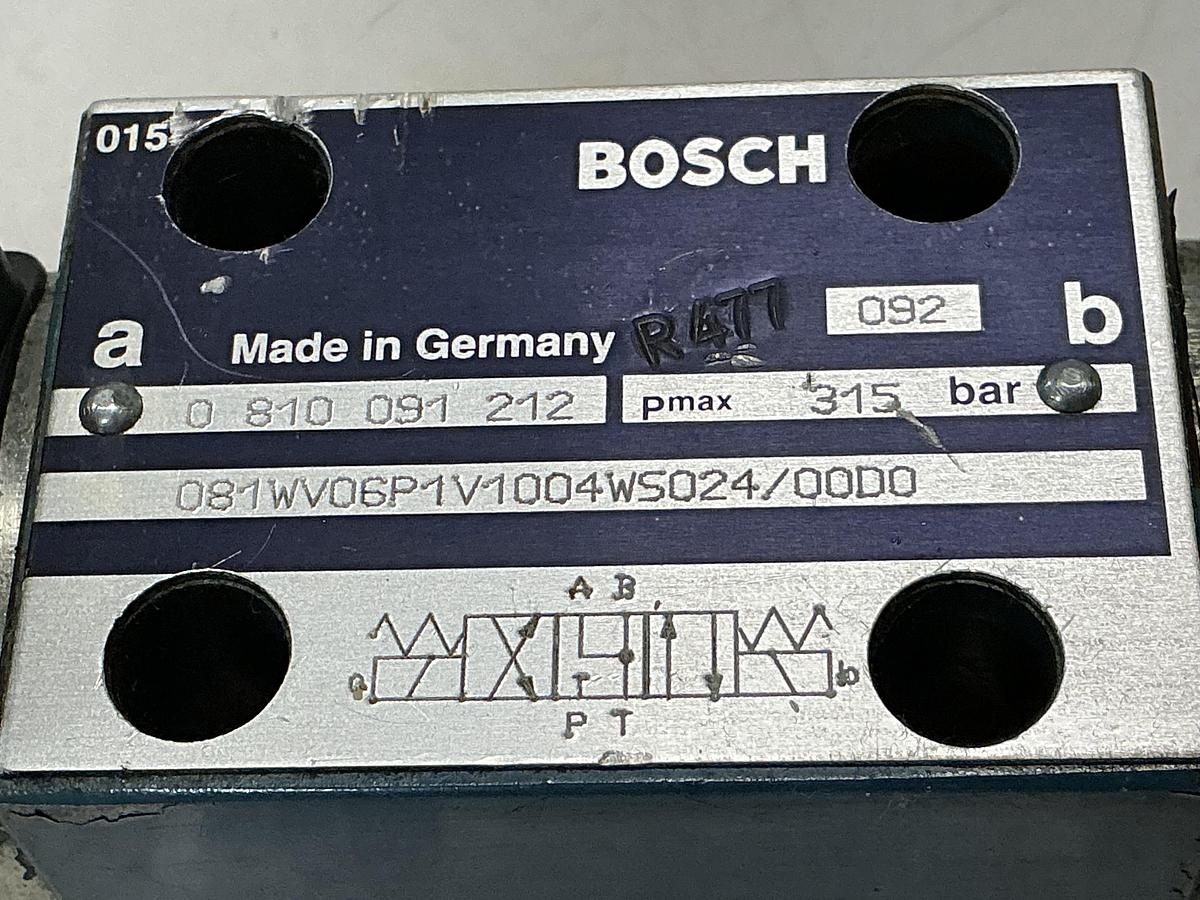 015
BOSCH
092
a
b
Made in Germany
R477
0 810 091 212
pmax 315 bar
081WV06P1V1004WS024/00D0
A B
a
b
P T